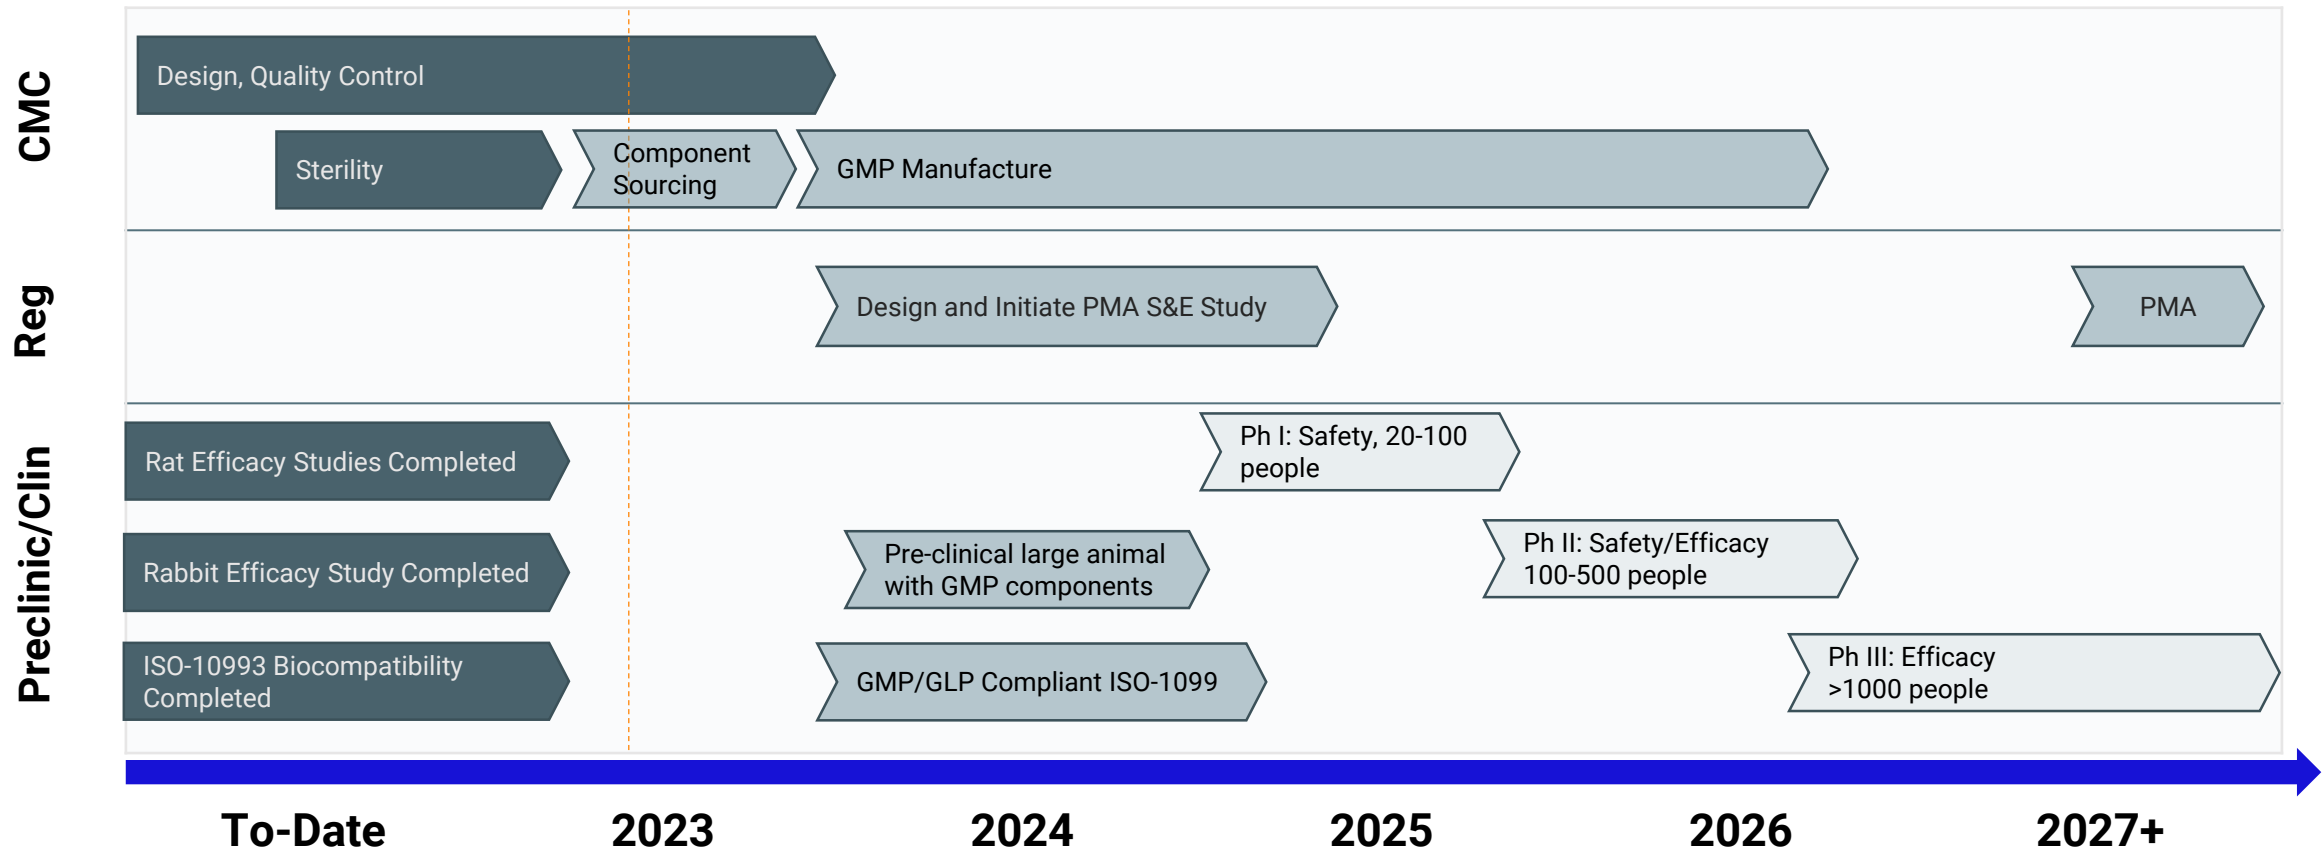 CMC
Design, Quality Control
Sterility
Component
Sourcing
GMP Manufacture
Reg
Design and Initiate PMA S&E Study
PMA
Preclinic/Clin
Rat Efficacy Studies Completed
Ph I: Safety, 20-100
people
Rabbit Efficacy Study Completed
Pre-clinical large animal
with GMP components
Ph II: Safety/Efficacy
100-500 people
ISO-10993 Biocompatibility
Completed
GMP/GLP Compliant ISO-1099
Ph III: Efficacy
>1000 people
To-Date
2023
2024
2025
2026
2027+